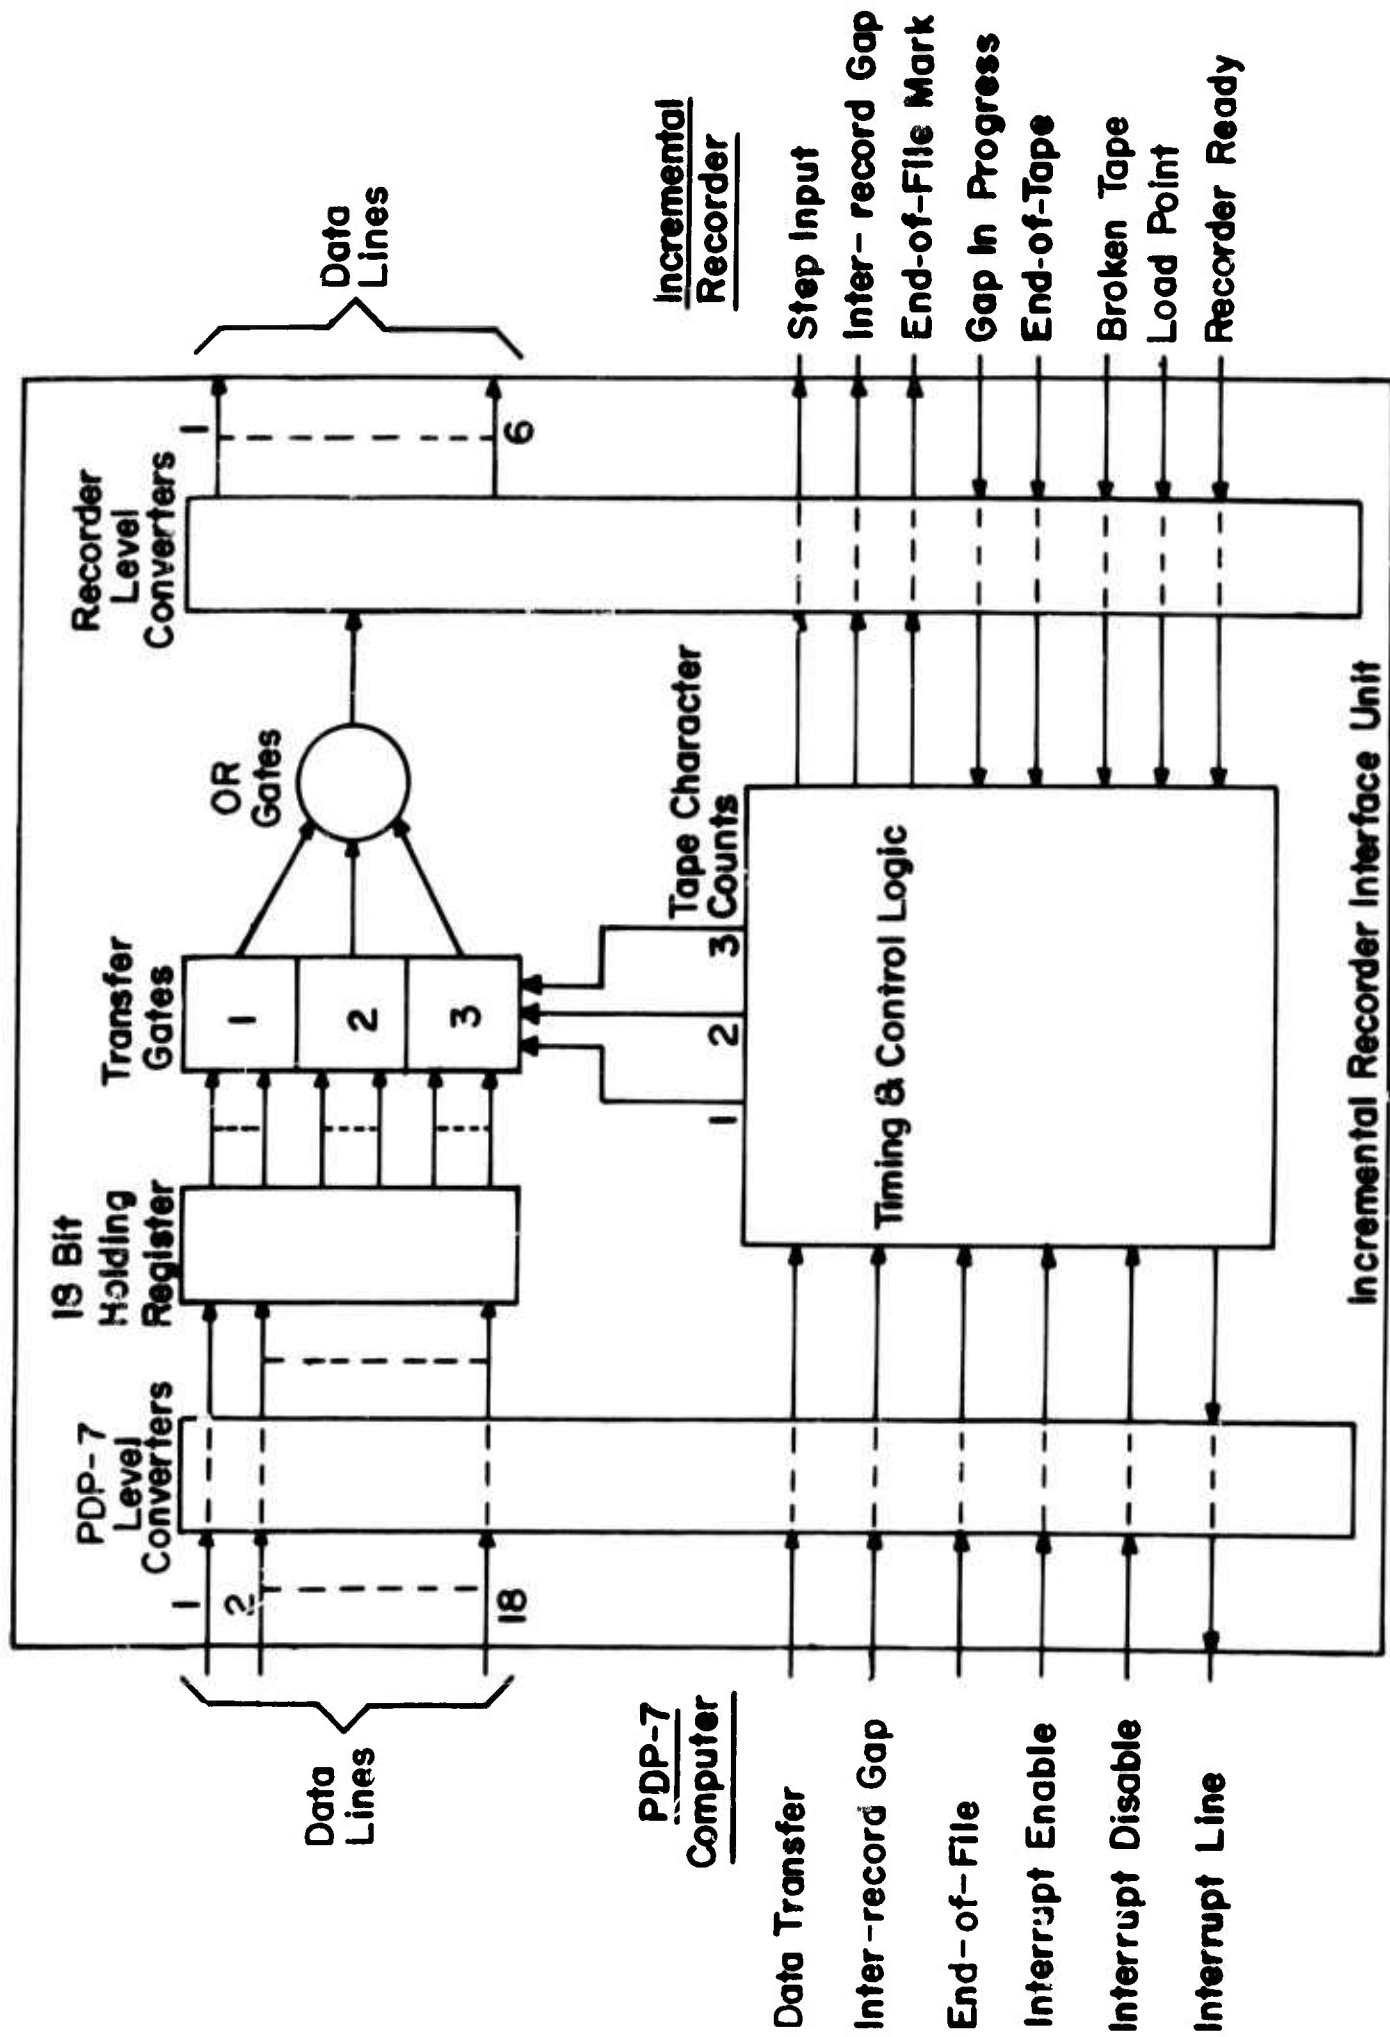 Data
Lines
1
2
18
PDP-7
Level
Converters
18 Bit
Holding
Register
Transfer
Gates
1
2
3
OR
Gates
Recorder
Level
Converters
1
6
Data
Lines
PDP-7
Computer
Data Transfer
Inter-record Gap
End-of-File
Interrupt Enable
Interrupt Disable
Interrupt Line
1
2
3
Tape Character
Counts
Timing & Control Logic
Incremental
Recorder
Step Input
Inter-record Gap
End-of-File Mark
Gap In Progress
End-of-Tape
Broken Tape
Load Point
Recorder Ready
Incremental Recorder Interface Unit